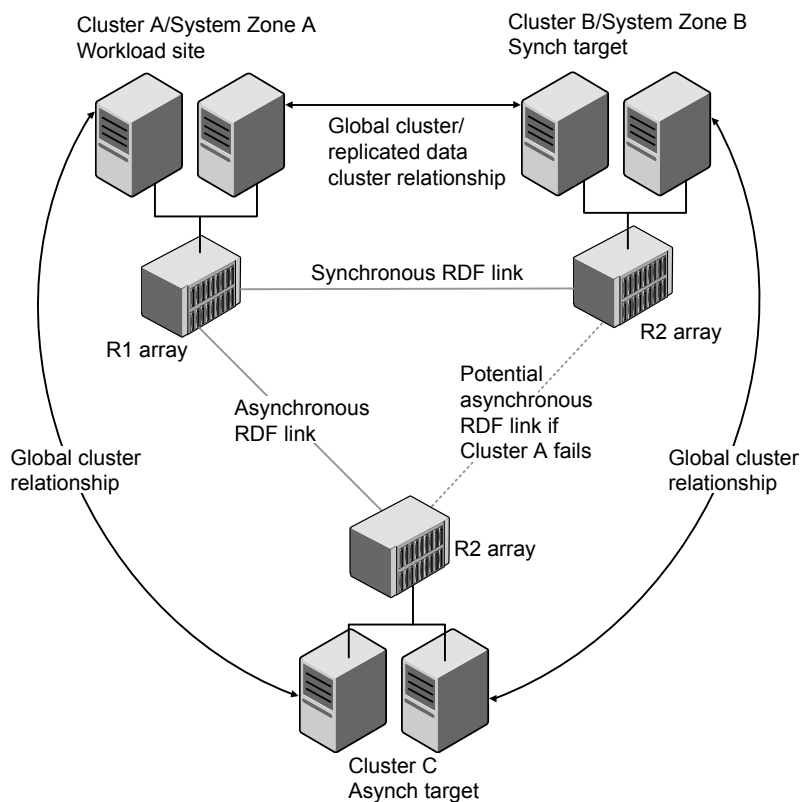 Cluster A/System Zone A
Workload site
Cluster B/System Zone B
Synch target
Global cluster/
replicated data
cluster relationship
Synchronous RDF link
R1 array
R2 array
Asynchronous
RDF link
Potential
asynchronous
RDF link if
Cluster A fails
Global cluster
relationship
Global cluster
relationship
R2 array
Cluster C
Asynch target